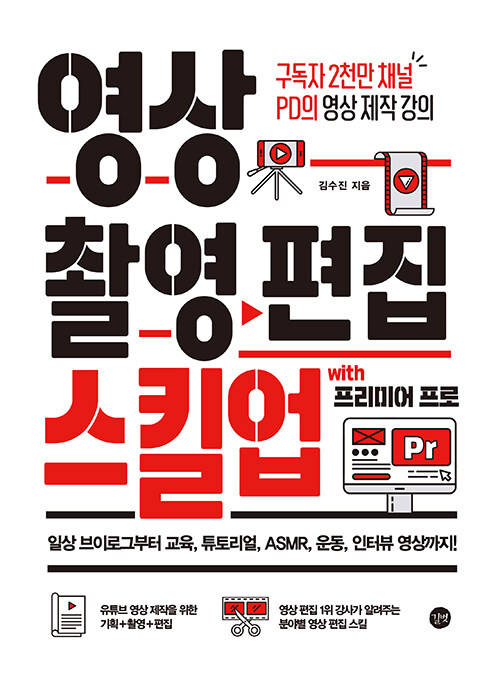 구독자 2천만 채널
PD의 영상 제작 강의
영상
김수진 지음
촬영 편집
스킬업
with
프리미어 프로
Pr
일상 브이로그부터 교육, 튜토리얼, ASMR, 운동, 인터뷰 영상까지!
유튜브 영상 제작을 위한
기획+촬영+편집
영상 편집 1위 강사가 알려주는
분야별 영상 편집 스킬
길벗